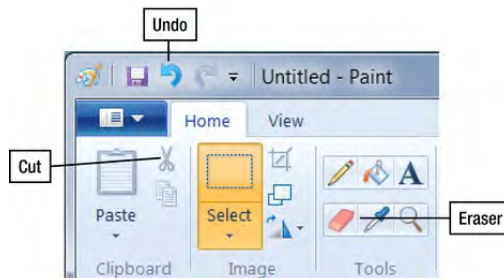 Undo
Untitled - Paint
Home View
Cut
A
Paste
Select
Eraser
Clipboard
Image
Tools